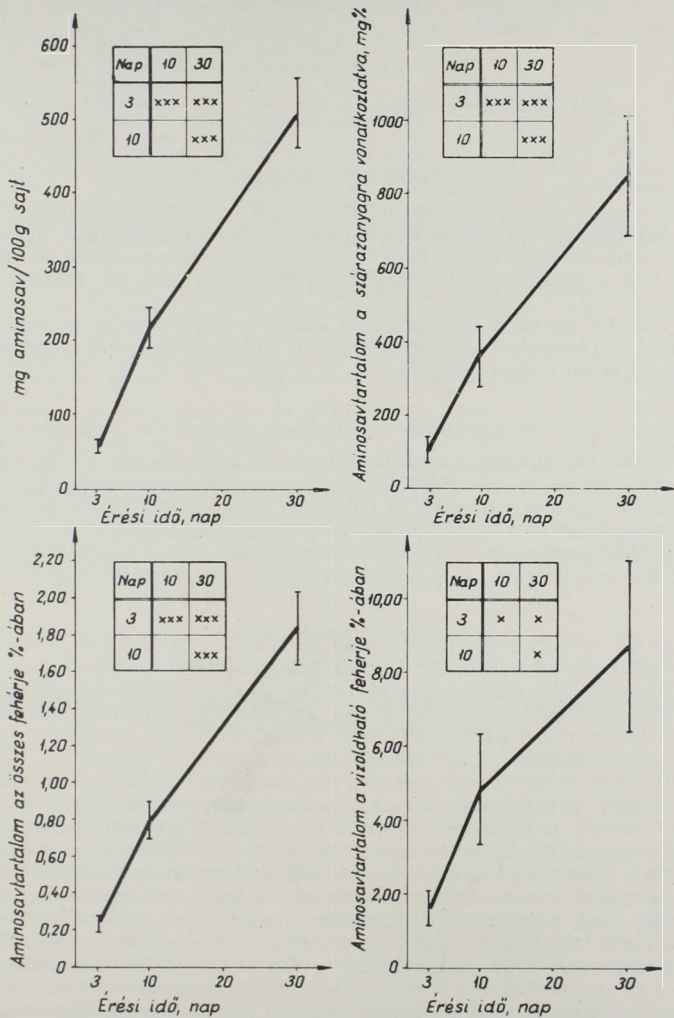 mg aminosav/100g sajt
600
500
400
300
200
100
0
Nap 10 30
3 xxx xxx
10 xxx
3 10 20 30
Érési idő, nap
Aminosavtartalom a szárazanyagra vonatkoztatva, mg%
1000
800
600
400
200
0
Nap 10 30
3 xxx xxx
10 xxx
3 10 20 30
Érési idő, nap
Aminosavtartalom az összes fehérje %-ában
2,20
2,00
1,80
1,60
1,40
1,20
1,00
0,80
0,60
0,40
0,20
0
Nap 10 30
3 xxx xxx
10 xxx
3 10 20 30
Érési idő, nap
Aminosavtartalom a vizoldható fehérje %-ában
10,00
8,00
6,00
4,00
2,00
0
Nap 10 30
3 x x
10 x
3 10 20 30
Érési idő, nap